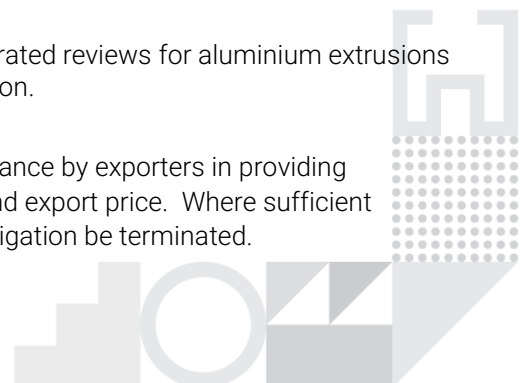 rated reviews for aluminium extrusions
on.
ance by exporters in providing
nd export price.  Where sufficient
igation be terminated.